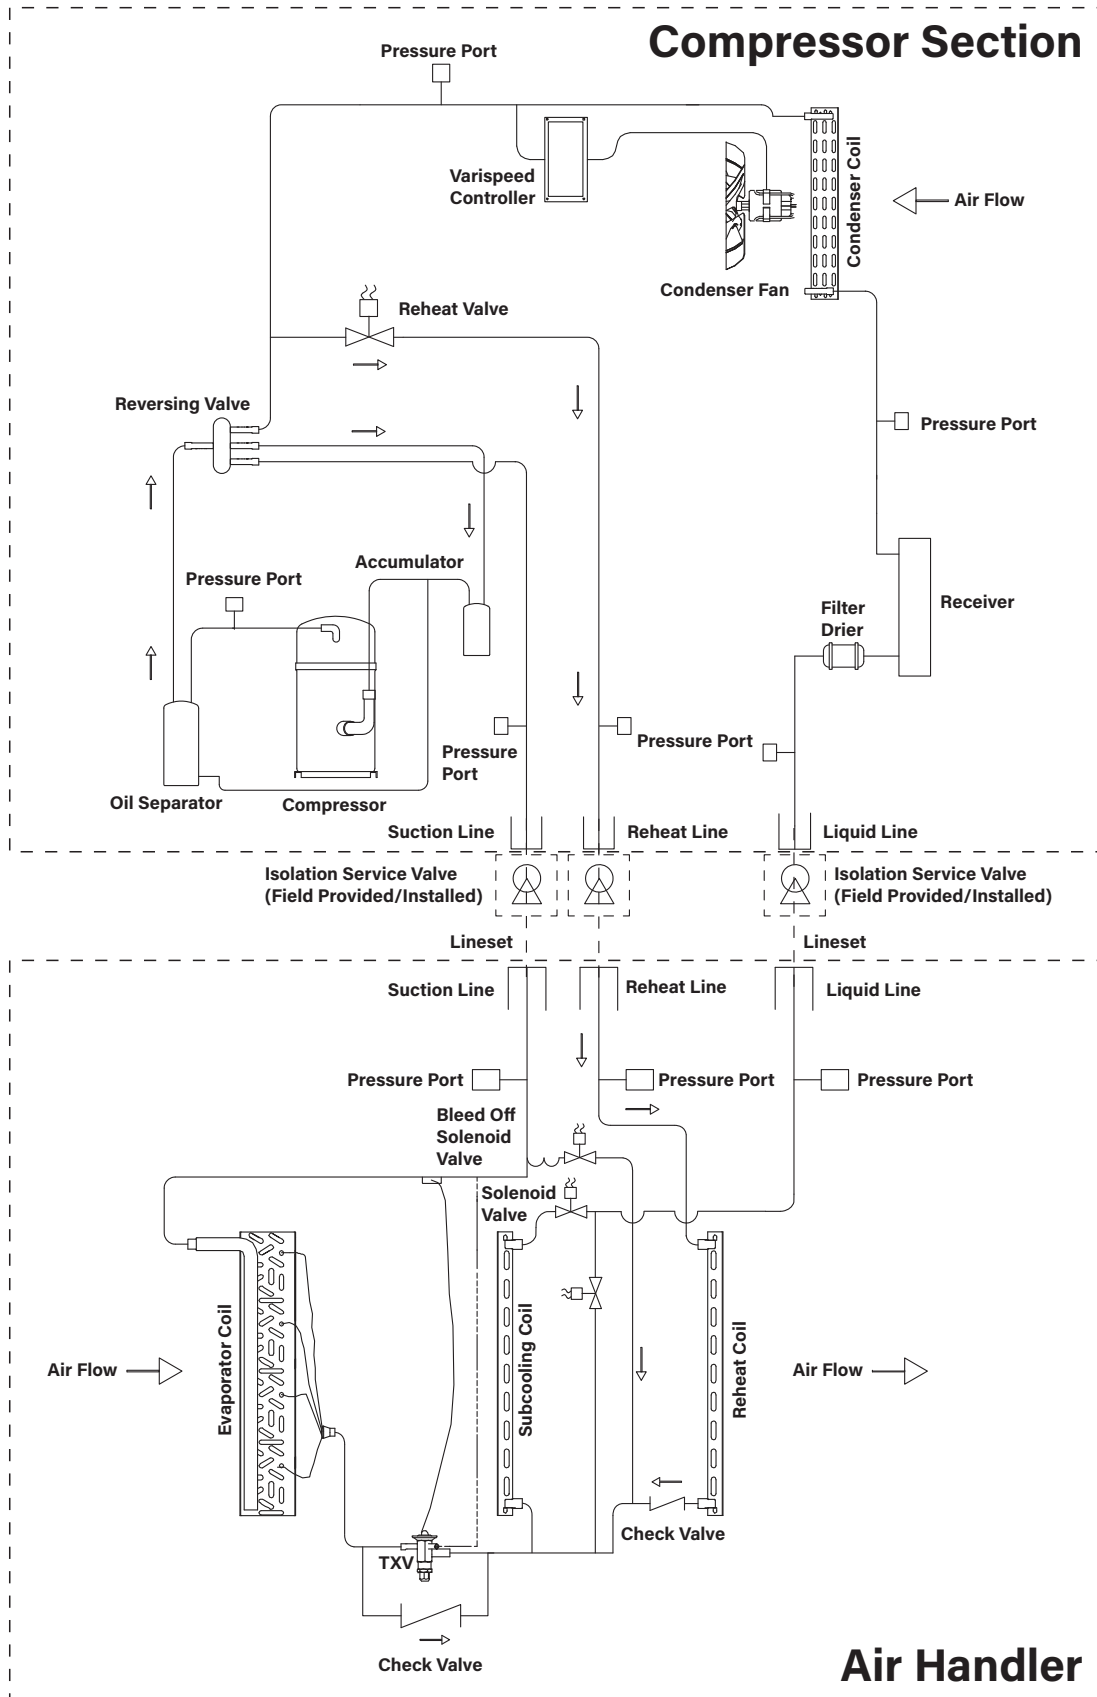 Compressor Section
Pressure Port
Varispeed
Controller
Condenser Coil
Air Flow
Condenser Fan
Reheat Valve
Reversing Valve
Pressure Port
Accumulator
Pressure Port
Filter
Drier
Receiver
Pressure
Port
Pressure Port
Oil Separator
Compressor
Suction Line
Reheat Line
Liquid Line
Isolation Service Valve
(Field Provided/Installed)
Isolation Service Valve
(Field Provided/Installed)
Lineset
Lineset
Suction Line
Reheat Line
Liquid Line
Pressure Port
Pressure Port
Pressure Port
Bleed Off
Solenoid
Valve
Solenoid
Valve
Evaporator Coil
Subcooling Coil
Reheat Coil
Air Flow
Air Flow
Check Valve
TXV
Check Valve
Air Handler